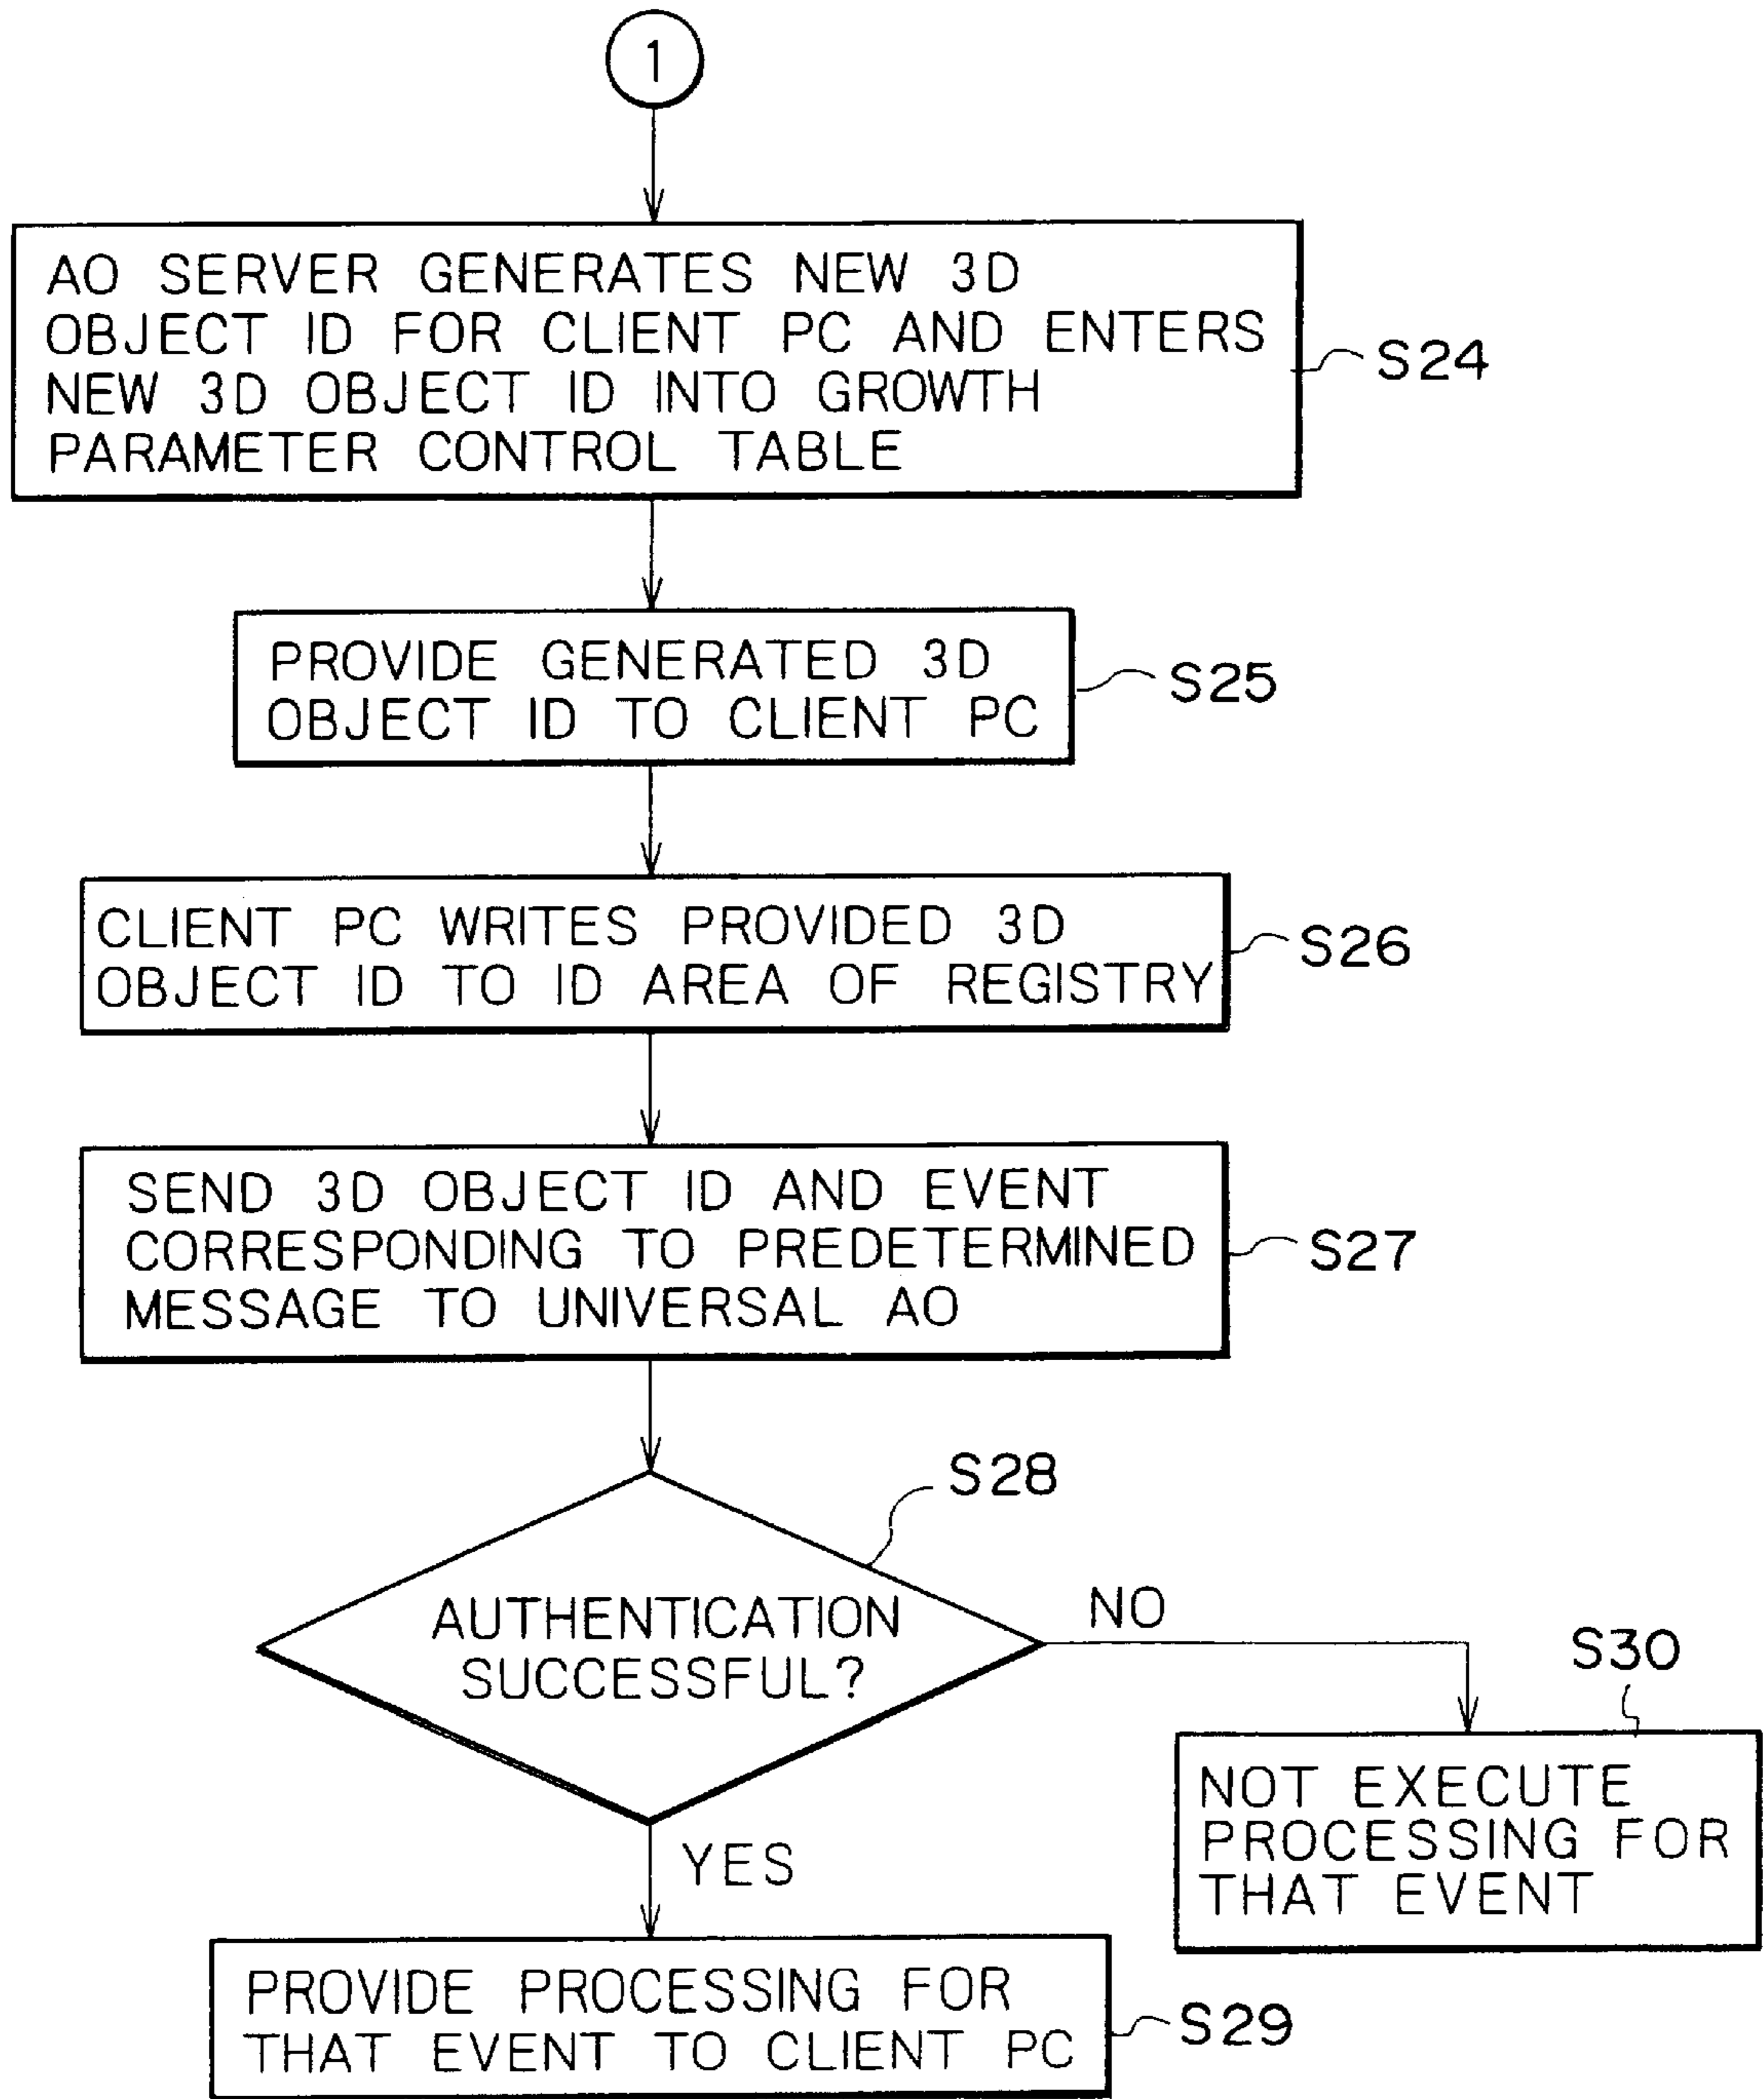 1
AO SERVER GENERATES NEW 3D
OBJECT ID FOR CLIENT PC AND ENTERS
NEW 3D OBJECT ID INTO GROWTH
PARAMETER CONTROL TABLE
S24
PROVIDE GENERATED 3D
OBJECT ID TO CLIENT PC
S25
CLIENT PC WRITES PROVIDED 3D
OBJECT ID TO ID AREA OF REGISTRY
S26
SEND 3D OBJECT ID AND EVENT
CORRESPONDING TO PREDETERMINED
MESSAGE TO UNIVERSAL AO
S27
S28
AUTHENTICATION
SUCCESSFUL?
NO
S30
NOT EXECUTE
PROCESSING FOR
THAT EVENT
YES
PROVIDE PROCESSING FOR
THAT EVENT TO CLIENT PC
S29